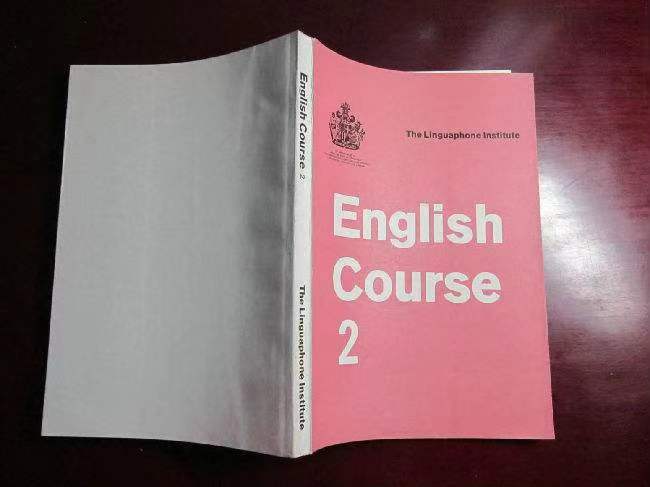 English Course 2
The Linguaphone Institute
The Linguaphone Institute
English
Course
2